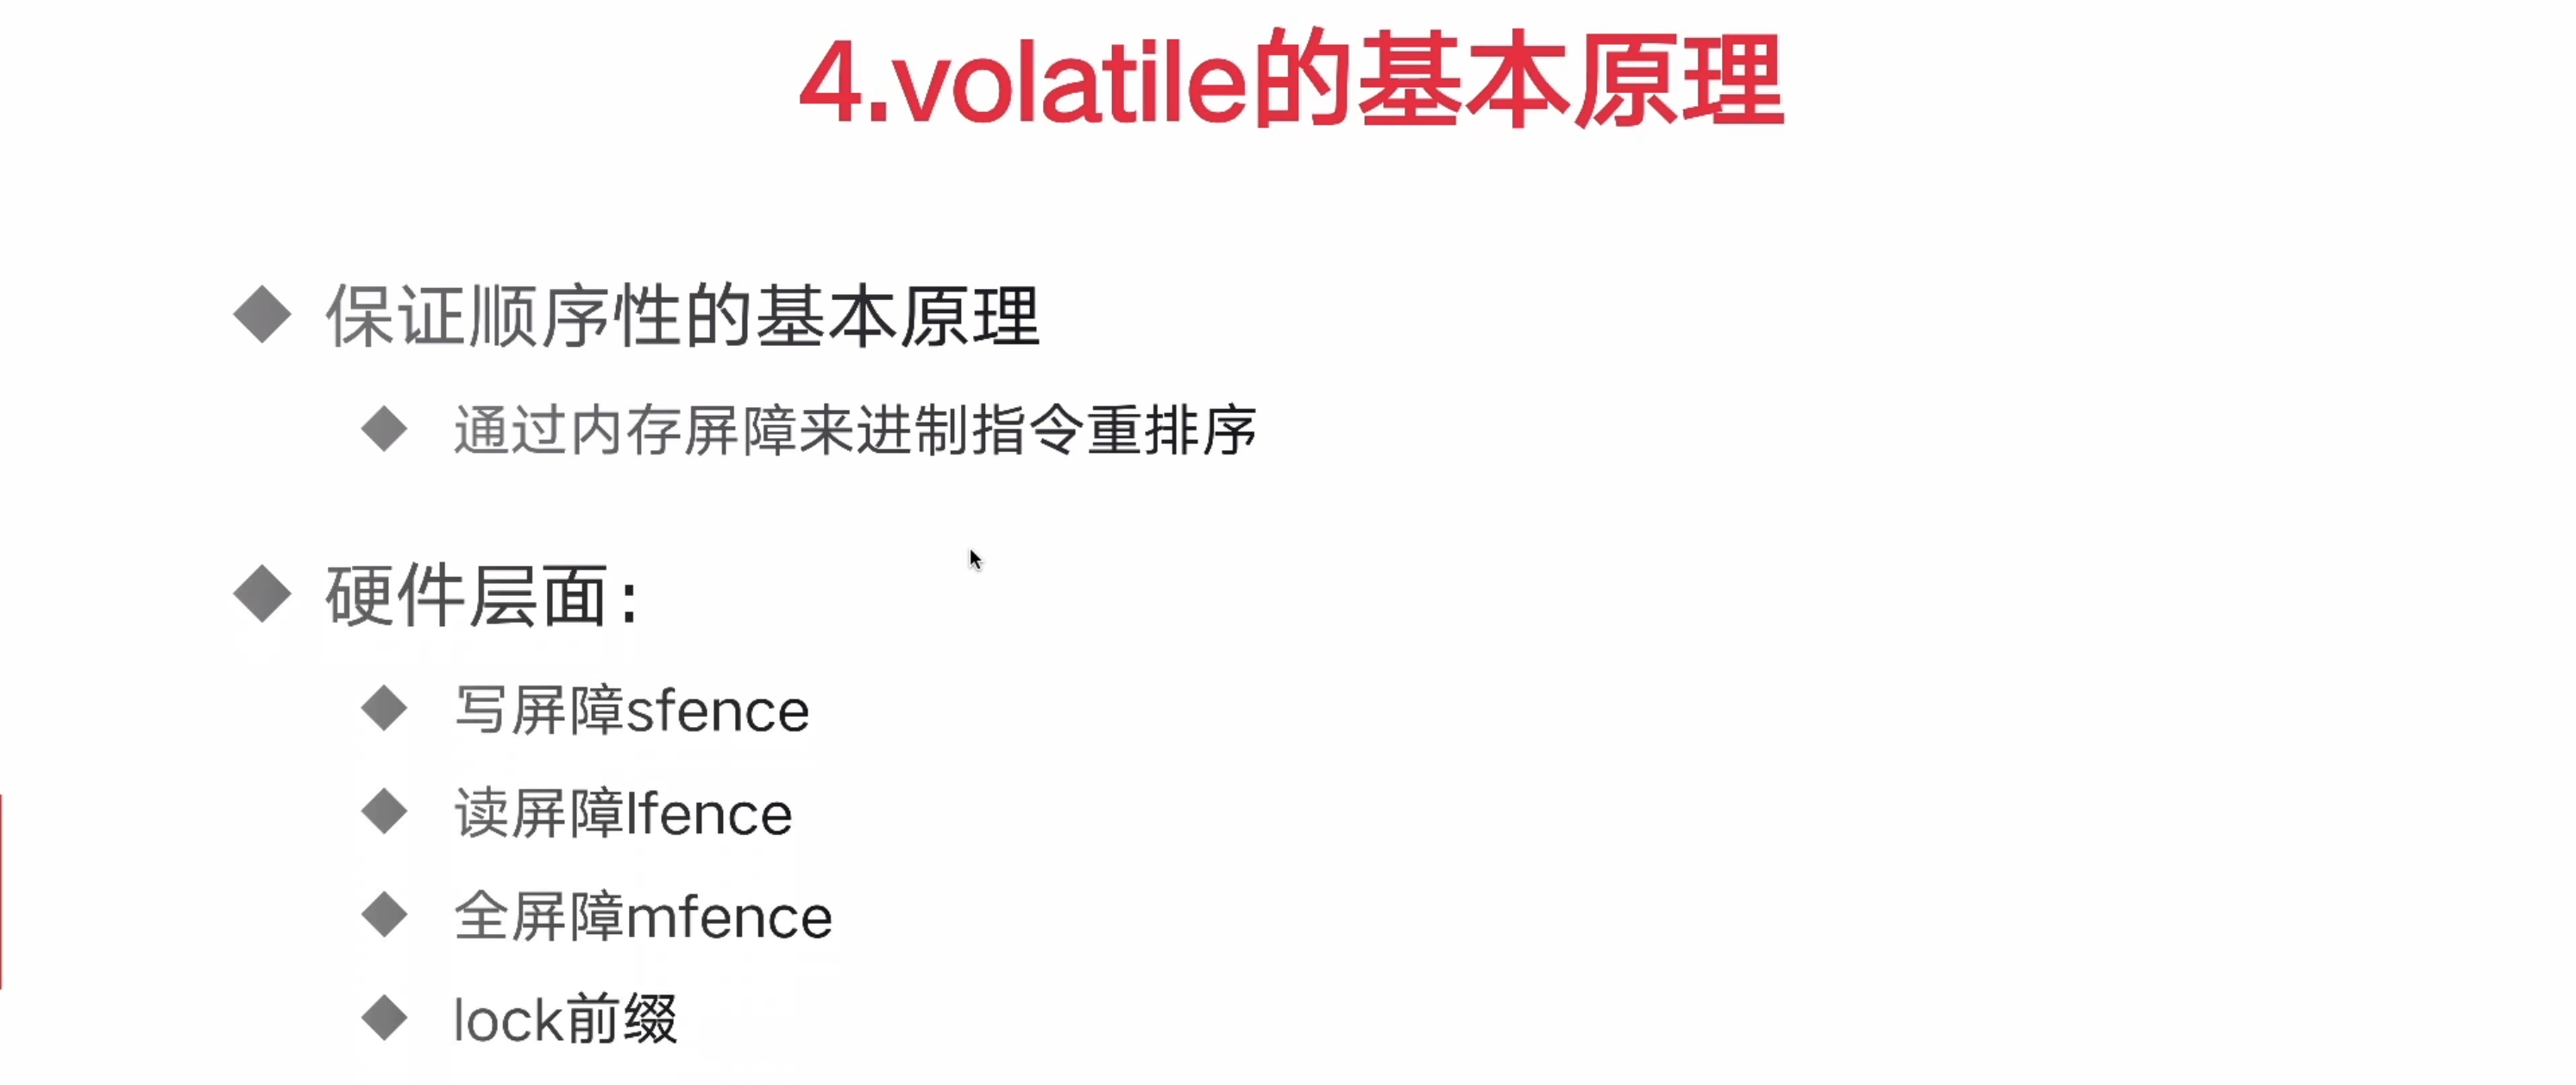 4.volatile的基本原理
保证顺序性的基本原理
通过内存屏障来进制指令重排序
硬件层面:
写屏障sfence
读屏障lfence
全屏障mfence
lock前缀